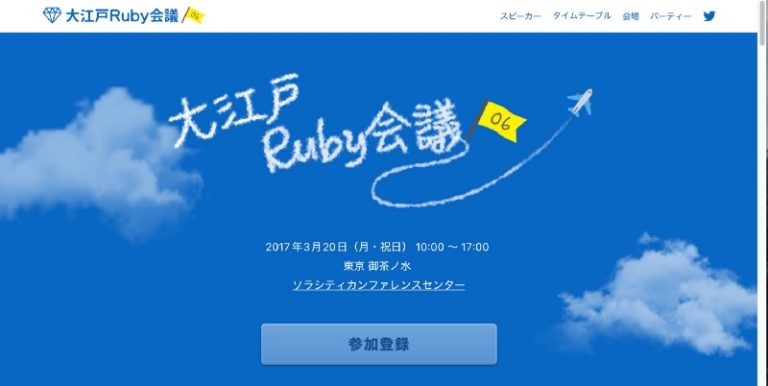 大江戸Ruby会議 06
スピーカー タイムテーブル 会場 パーティー
大江戸
Ruby会議 06
2017年3月20日（月・祝日） 10:00 〜 17:00
東京 御茶ノ水
ソラシティカンファレンスセンター
参加登録